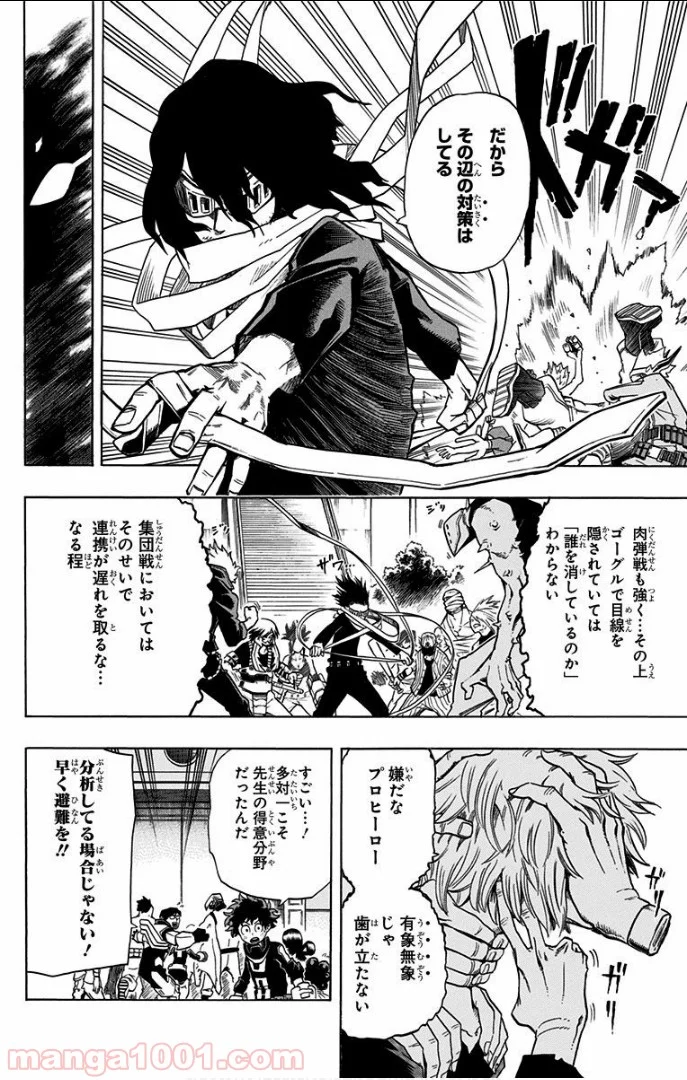 だから
その辺の対策は
してる
ズガァ
肉弾戦も強く…その上
ゴーグルで目線を
隠されていては
「誰を消しているのか」
わからない
集団戦においては
そのせいで
連携が遅れを取るな…
なる程
嫌だな
プロヒーロー
有象無象
じゃ
歯が立たない
すごい…！
多対一こそ
先生の得意分野
だったんだ
分析してる場合じゃない！
早く避難を!!
manga1001.com